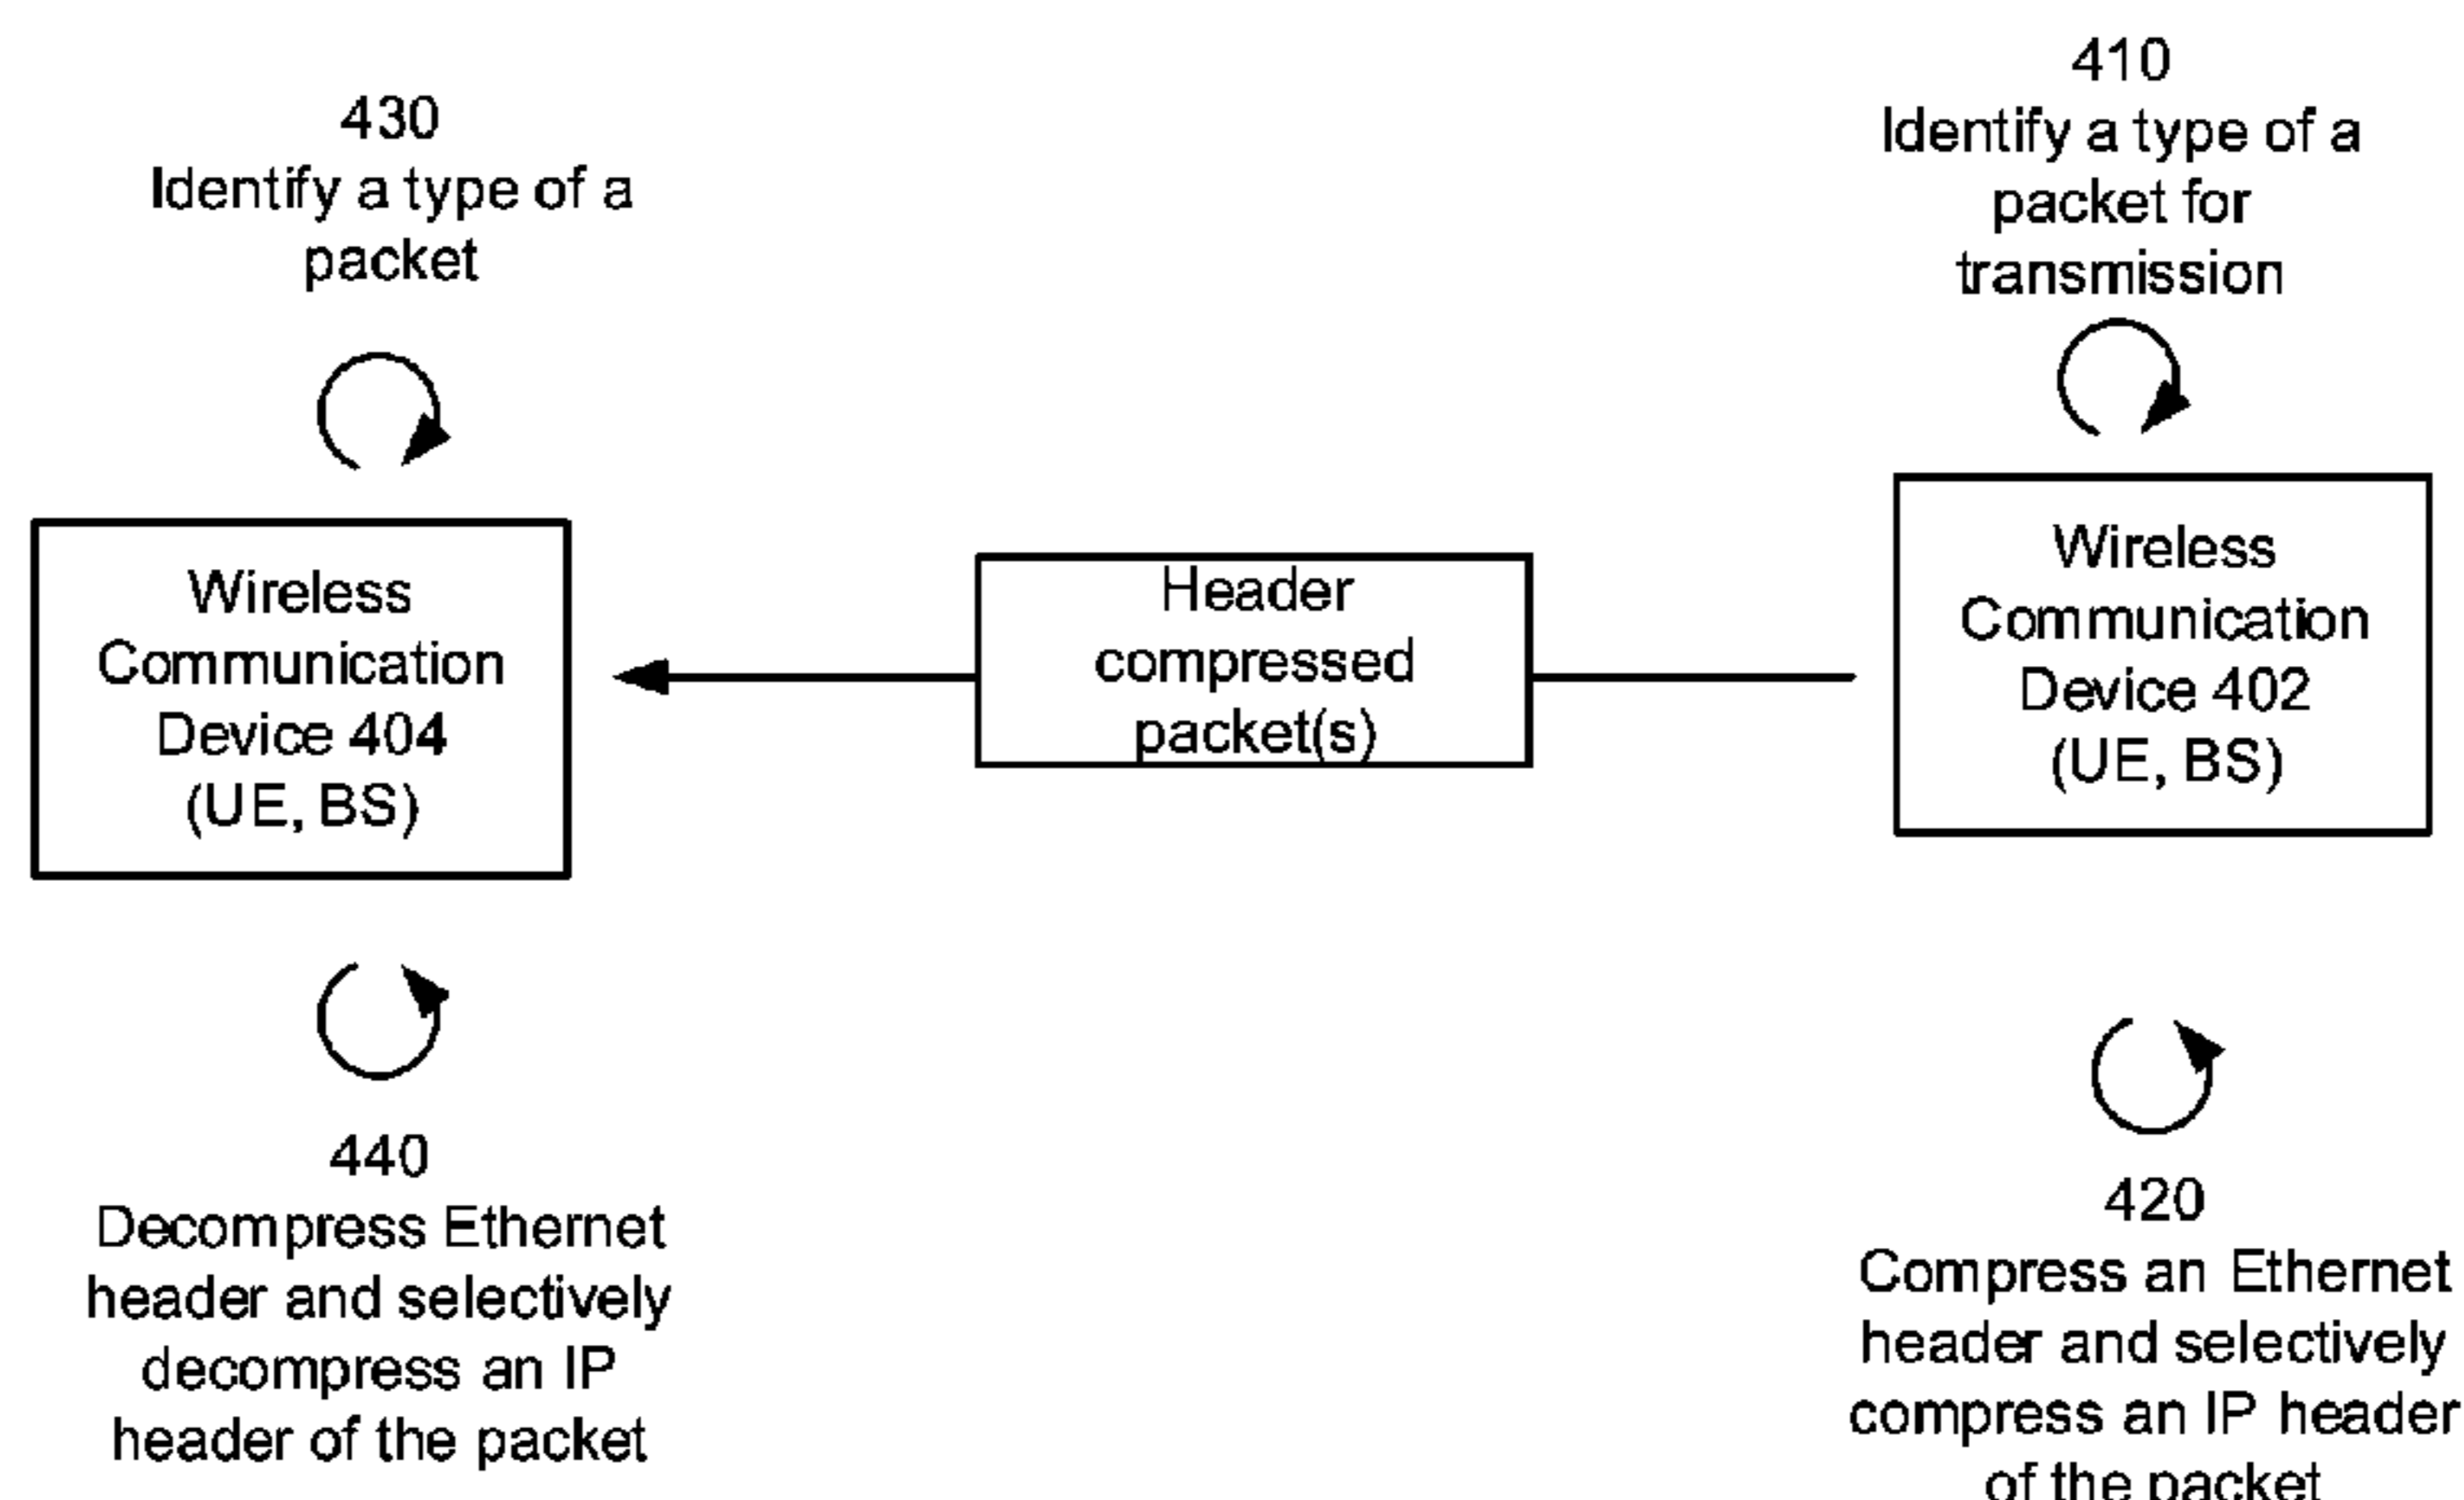 430
Identify a type of a
packet
410
Identify a type of a
packet for
transmission
Wireless
Communication
Device 404
(UE, BS)
Header
compressed
packet(s)
Wireless
Communication
Device 402
(UE, BS)
440
Decompress Ethernet
header and selectively
decompress an IP
header of the packet
420
Compress an Ethernet
header and selectively
compress an IP header
of the packet